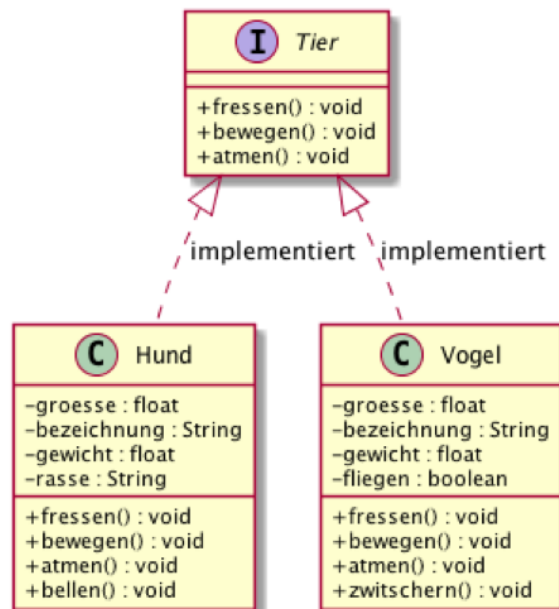 I Tier
+fressen() : void
+bewegen() : void
+atmen() : void
implementiert
implementiert
C Hund
-groesse : float
-bezeichnung : String
-gewicht : float
-rasse : String
+fressen() : void
+bewegen() : void
+atmen() : void
+bellen() : void
C Vogel
-groesse : float
-bezeichnung : String
-gewicht : float
-fliegen : boolean
+fressen() : void
+bewegen() : void
+atmen() : void
+zwitschern() : void